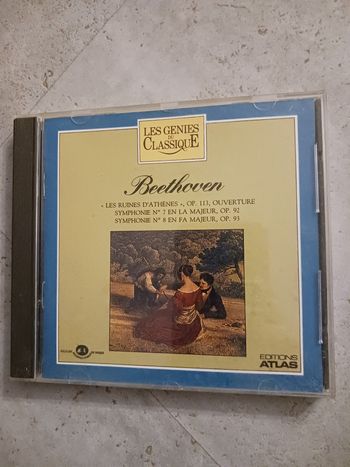 LES GENIES
DU
CLASSIQUE
Beethoven
« LES RUINES D'ATHÈNES », OP. 113, OUVERTURE
SYMPHONIE N° 7 EN LA MAJEUR, OP. 92
SYMPHONIE N° 8 EN FA MAJEUR, OP. 93
EDITIONS
ATLAS